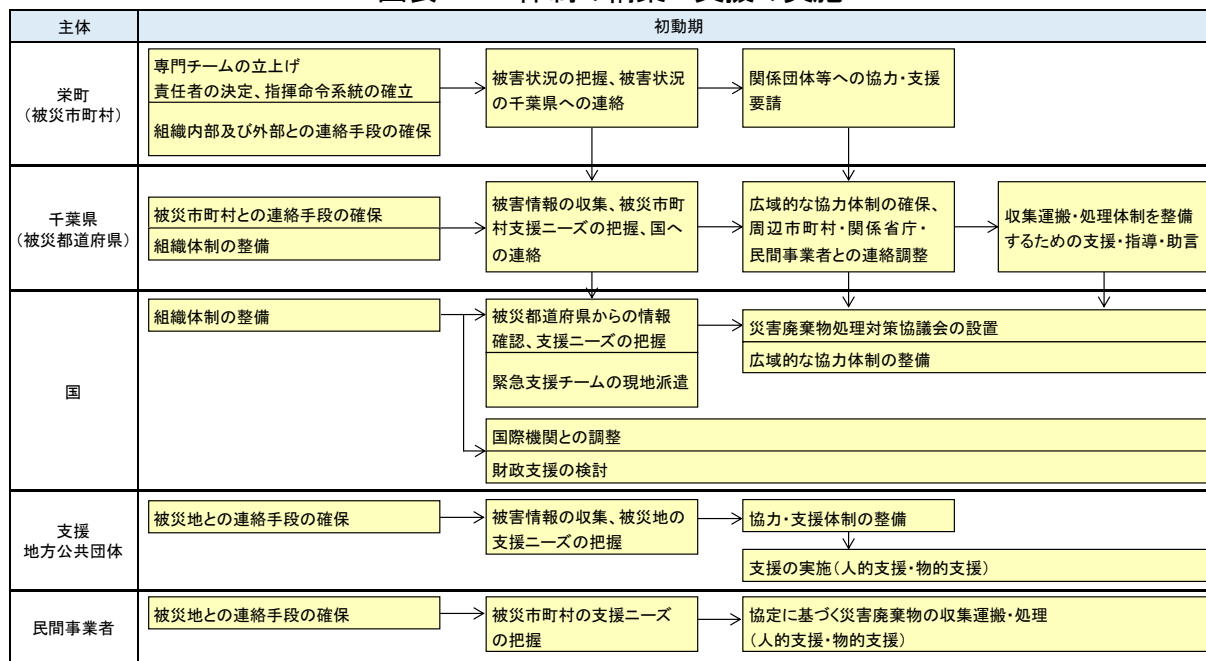 主体
初動期
栄町
(被災市町村)
専門チームの立上げ
責任者の決定、指揮命令系統の確立
組織内部及び外部との連絡手段の確保
被害状況の把握、被害状況
の千葉県への連絡
関係団体等への協力・支援
要請
千葉県
(被災都道府県)
被災市町村との連絡手段の確保
組織体制の整備
被害情報の収集、被災市町
村支援ニーズの把握、国へ
の連絡
広域的な協力体制の確保、
周辺市町村・関係省庁・
民間事業者との連絡調整
収集運搬・処理体制を整備
するための支援・指導・助言
国
組織体制の整備
被災都道府県からの情報
確認、支援ニーズの把握
緊急支援チームの現地派遣
災害廃棄物処理対策協議会の設置
広域的な協力体制の整備
国際機関との調整
財政支援の検討
支援
地方公共団体
被災地との連絡手段の確保
被害情報の収集、被災地の
支援ニーズの把握
協力・支援体制の整備
支援の実施(人的支援・物的支援)
民間事業者
被災地との連絡手段の確保
被災市町村の支援ニーズ
の把握
協定に基づく災害廃棄物の収集運搬・処理
(人的支援・物的支援)